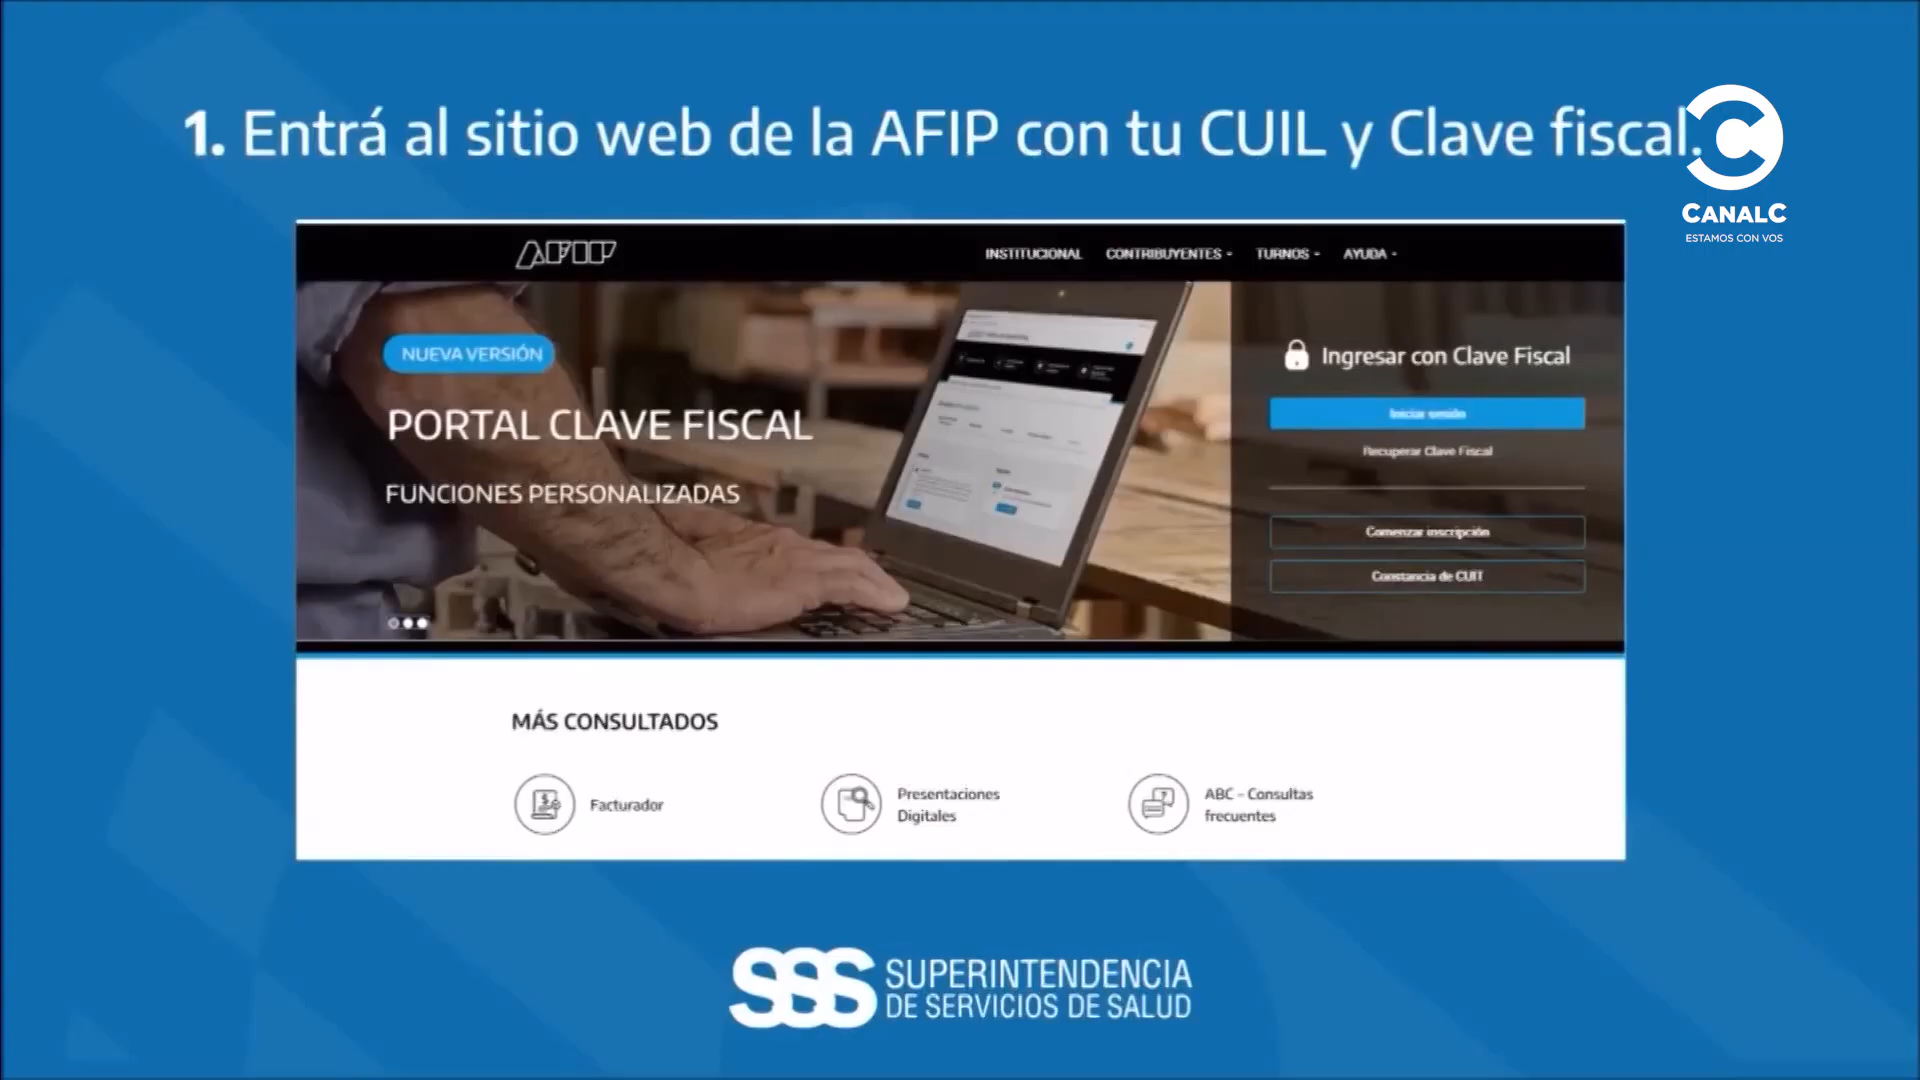 1. Entrá al sitio web de la AFIP con tu CUIL y Clave fiscal.
CANALC
ESTAMOS CON VOS
AFIP
INSTITUCIONAL CONTRIBUYENTES TURNOS AYUDA
NUEVA VERSIÓN
PORTAL CLAVE FISCAL
FUNCIONES PERSONALIZADAS
Ingresar con Clave Fiscal
Iniciar sesión
Recuperar Clave Fiscal
Comenzar inscripción
Constancia de CUIT
MÁS CONSULTADOS
Facturador
Presentaciones
Digitales
ABC - Consultas
frecuentes
SSS SUPERINTENDENCIA
DE SERVICIOS DE SALUD